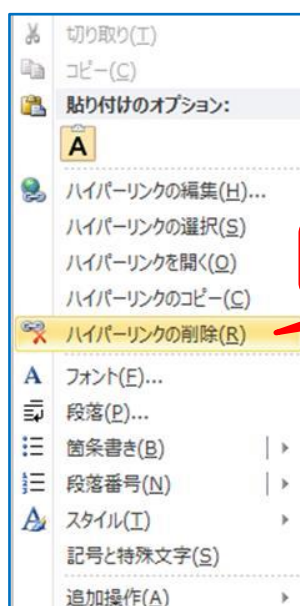 切り取り(T)
コピー(C)
貼り付けのオプション:
A
ハイパーリンクの編集(H)...
ハイパーリンクの選択(S)
ハイパーリンクを開く(O)
ハイパーリンクのコピー(C)
ハイパーリンクの削除(R)
フォント(F)...
段落(P)...
箇条書き(B)
段落番号(N)
スタイル(T)
記号と特殊文字(S)
追加操作(A)